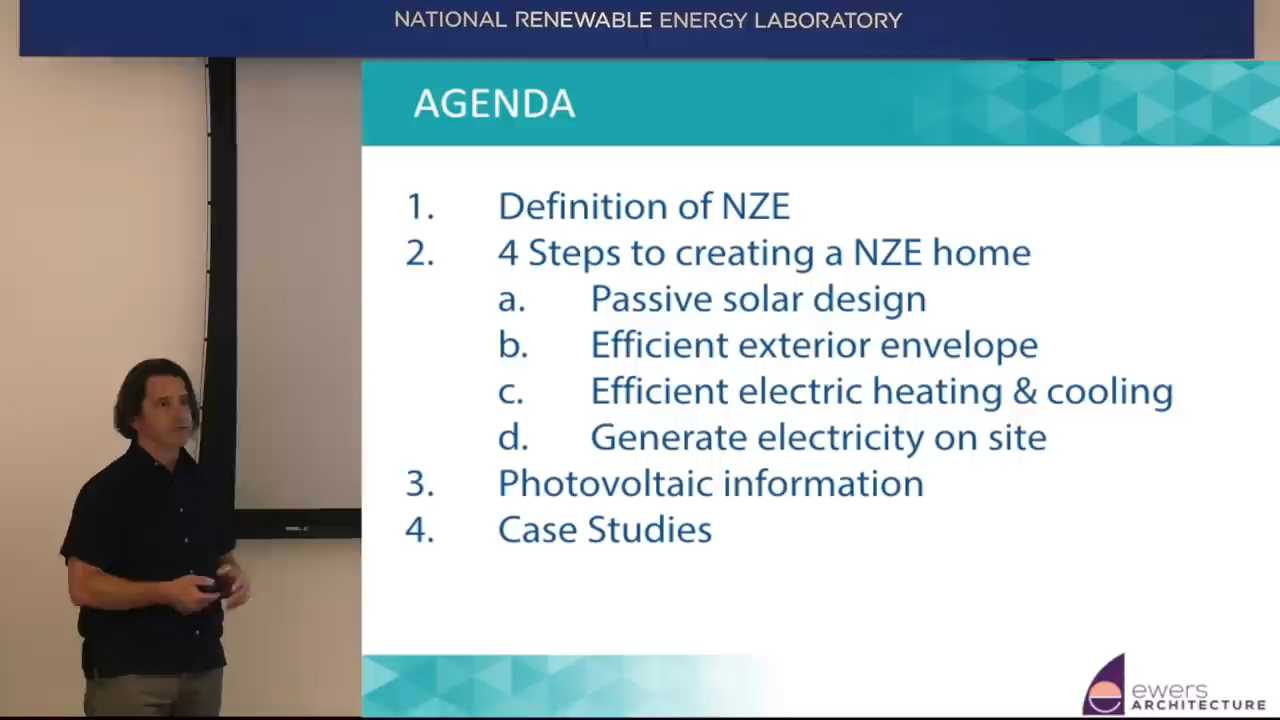 NATIONAL RENEWABLE ENERGY LABORATORY
AGENDA
1. Definition of NZE
2. 4 Steps to creating a NZE home
a. Passive solar design
b. Efficient exterior envelope
c. Efficient electric heating & cooling
d. Generate electricity on site
3. Photovoltaic information
4. Case Studies
ewers
ARCHITECTURE